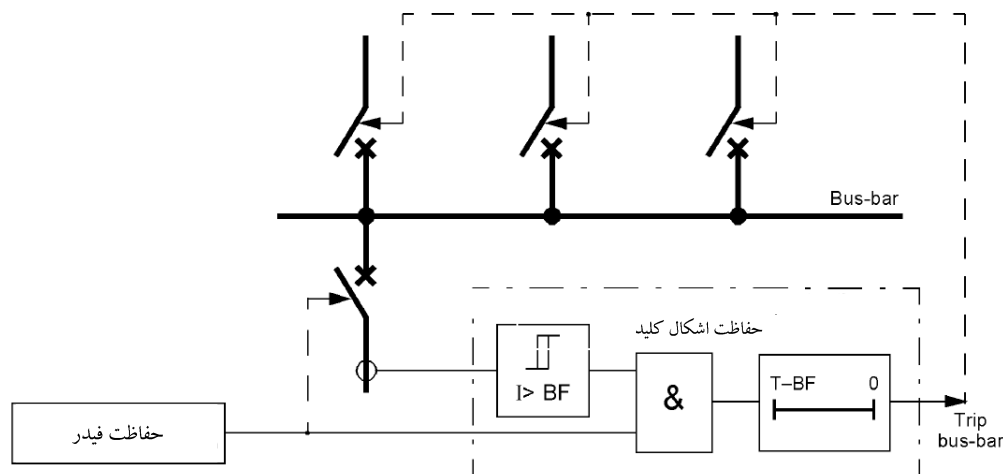 Bus-bar
حفاظت اشکال کلید
I> BF
&
T–BF 0
Trip
bus-bar
حفاظت فیدر